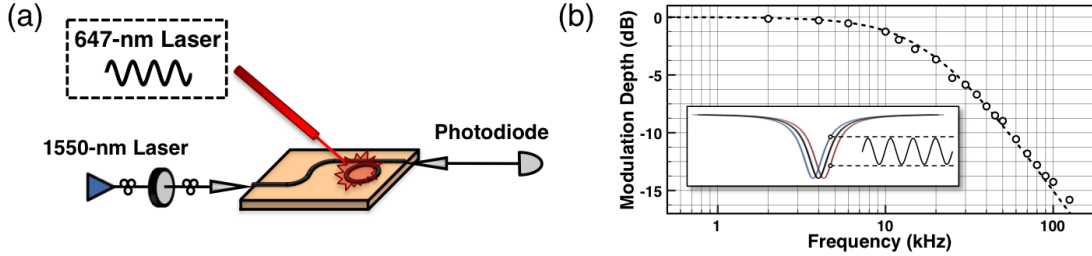 (a)
647-nm Laser
1550-nm Laser
Photodiode
(b)
Modulation Depth (dB)
0
-5
-10
-15
1
10
100
Frequency (kHz)